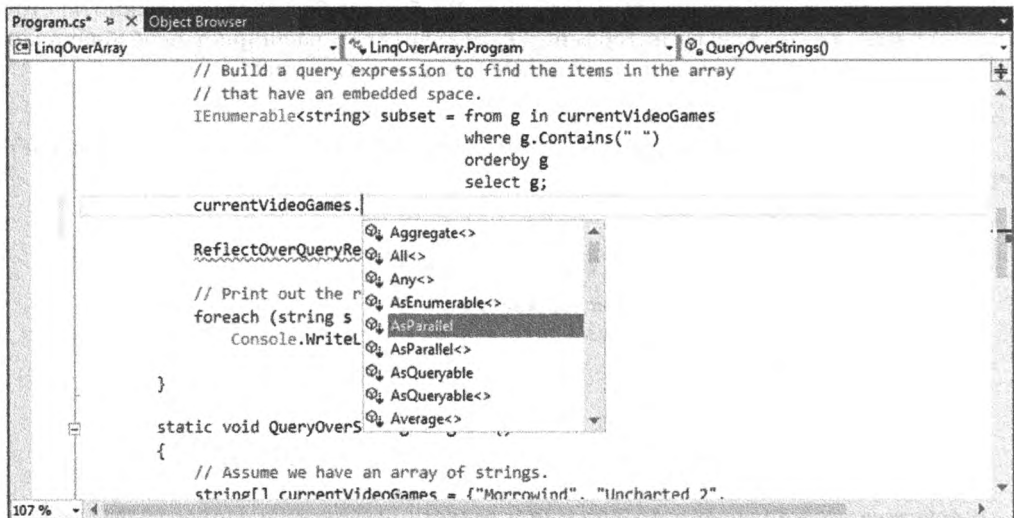 Program.cs* Object Browser
C# LinqOverArray LinqOverArray.Program QueryOverStrings()
// Build a query expression to find the items in the array
// that have an embedded space.
IEnumerable<string> subset = from g in currentVideoGames
where g.Contains(" ")
orderby g
select g;
currentVideoGames.
Aggregate<>
ReflectOverQueryRe
All<>
Any<>
// Print out the r
AsEnumerable<>
foreach (string s
AsParallel
Console.WriteL
AsParallel<>
AsQueryable
}
AsQueryable<>
Average<>
static void QueryOverS
{
// Assume we have an array of strings.
string[] currentVideoGames = {"Morrowind", "Uncharted 2",
107 %